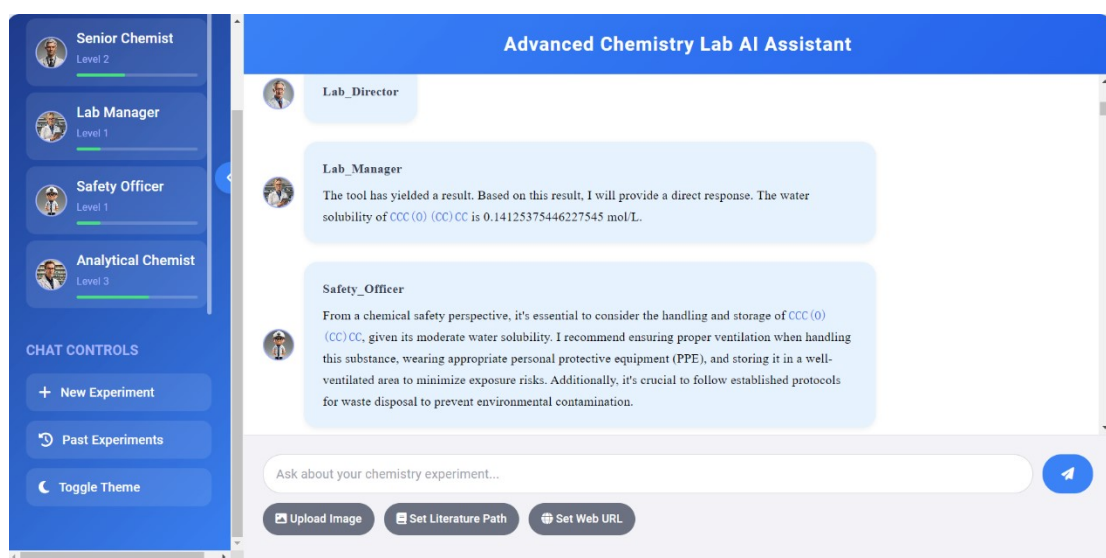 Senior Chemist
Level 2
Lab Manager
Level 1
Safety Officer
Level 1
Analytical Chemist
Level 3
CHAT CONTROLS
New Experiment
Past Experiments
Toggle Theme
Advanced Chemistry Lab AI Assistant
Lab_Director
Lab_Manager
The tool has yielded a result. Based on this result, I will provide a direct response. The water
solubility of CCC(O)(CC)CC is 0.14125375446227545 mol/L.
Safety_Officer
From a chemical safety perspective, it's essential to consider the handling and storage of CCC(O)
(CC)CC, given its moderate water solubility. I recommend ensuring proper ventilation when handling
this substance, wearing appropriate personal protective equipment (PPE), and storing it in a well-
ventilated area to minimize exposure risks. Additionally, it's crucial to follow established protocols
for waste disposal to prevent environmental contamination.
Ask about your chemistry experiment...
Upload Image
Set Literature Path
Set Web URL